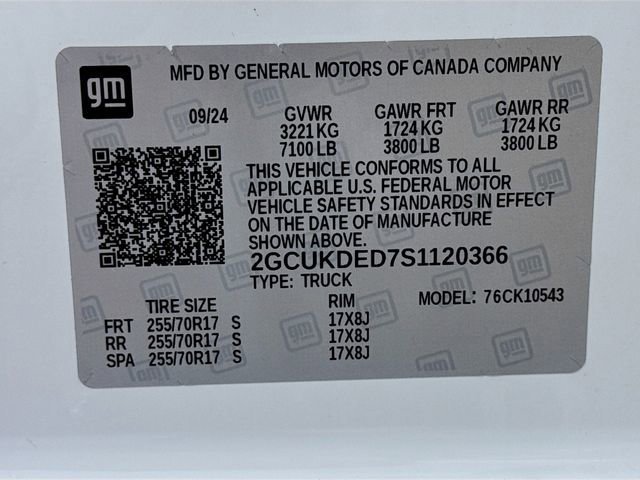 gm
MFD BY GENERAL MOTORS OF CANADA COMPANY
09/24 GVWR GAWR FRT GAWR RR
3221 KG 1724 KG 1724 KG
7100 LB 3800 LB 3800 LB
THIS VEHICLE CONFORMS TO ALL
APPLICABLE U.S. FEDERAL MOTOR
VEHICLE SAFETY STANDARDS IN EFFECT
ON THE DATE OF MANUFACTURE
SHOWN ABOVE.
2GCUKDED7S1120366
TYPE: TRUCK MODEL: 76CK10543
TIRE SIZE RIM
FRT 255/70R17 S 17X8J
RR 255/70R17 S 17X8J
SPA 255/70R17 S 17X8J